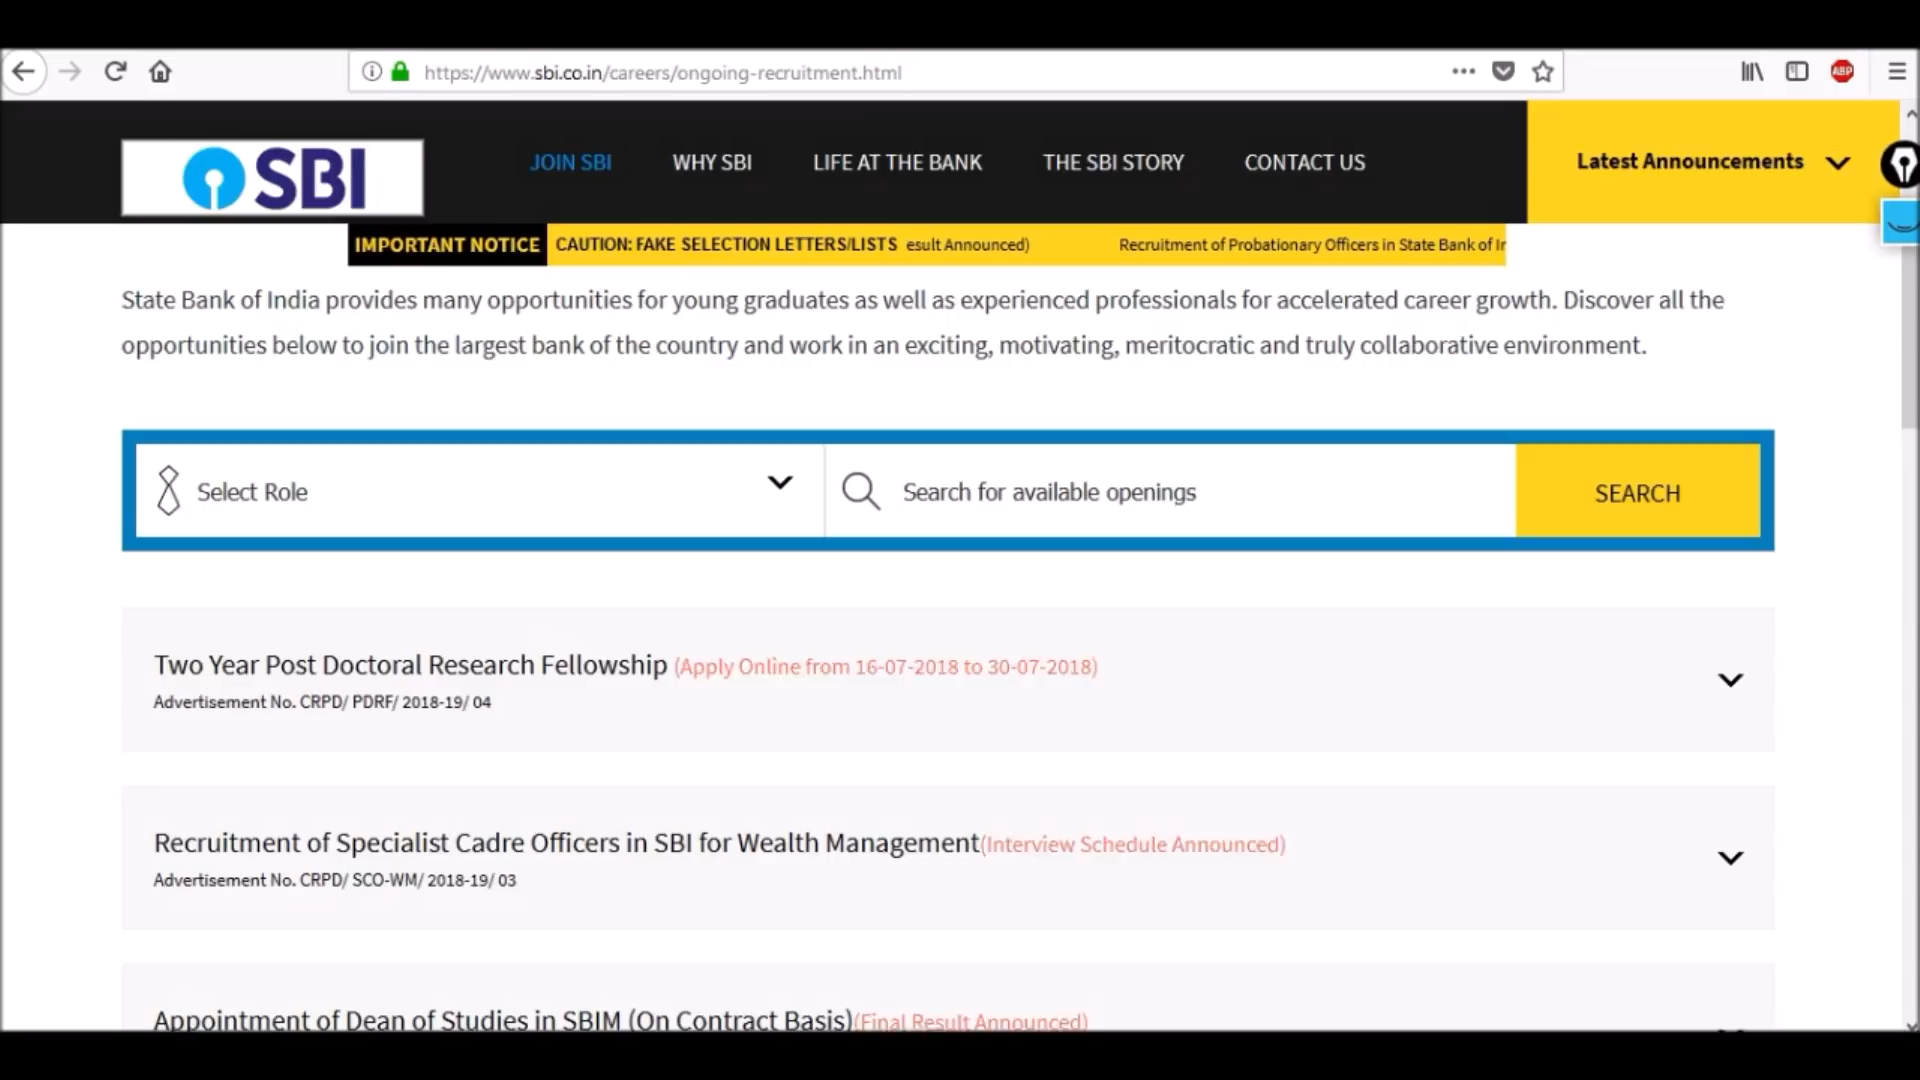 https://www.sbi.co.in/careers/ongoing-recruitment.html
ABP
SBI
JOIN SBI
WHY SBI
LIFE AT THE BANK
THE SBI STORY
CONTACT US
Latest Announcements
IMPORTANT NOTICE
CAUTION: FAKE SELECTION LETTERS/LISTS
esult Announced)
Recruitment of Probationary Officers in State Bank of Ir
State Bank of India provides many opportunities for young graduates as well as experienced professionals for accelerated career growth. Discover all the
opportunities below to join the largest bank of the country and work in an exciting, motivating, meritocratic and truly collaborative environment.
Select Role
Search for available openings
SEARCH
Two Year Post Doctoral Research Fellowship (Apply Online from 16-07-2018 to 30-07-2018)
Advertisement No. CRPD/ PDRF/ 2018-19/ 04
Recruitment of Specialist Cadre Officers in SBI for Wealth Management(Interview Schedule Announced)
Advertisement No. CRPD/ SCO-WM/ 2018-19/ 03
Appointment of Dean of Studies in SBIM (On Contract Basis)(Final Result Announced)